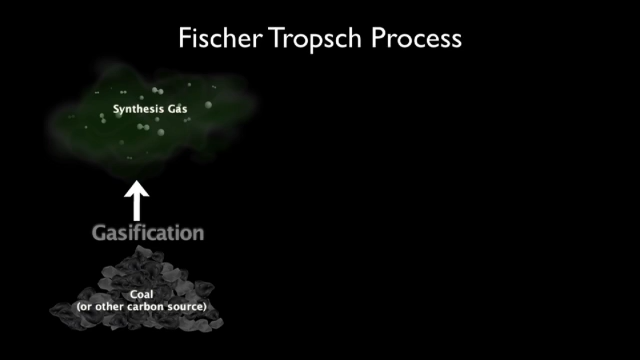 Fischer Tropsch Process
Synthesis Gas
Gasification
Coal
(or other carbon source)